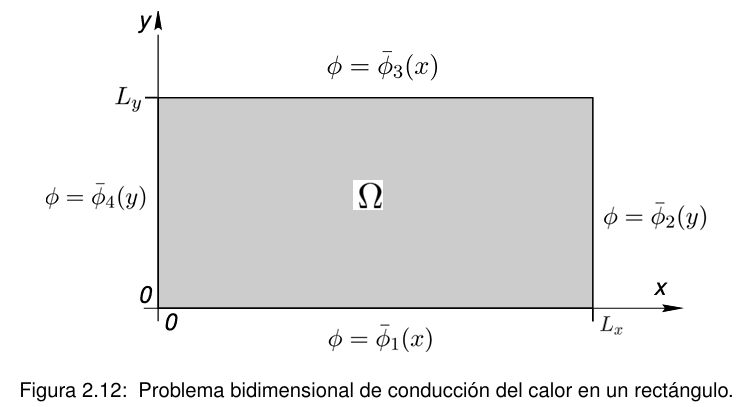 y
ϕ = ϕ̄₃(x)
L_y
ϕ = ϕ̄₄(y)
Ω
ϕ = ϕ̄₂(y)
0
x
0
L_x
ϕ = ϕ̄₁(x)
Figura 2.12: Problema bidimensional de conducción del calor en un rectángulo.